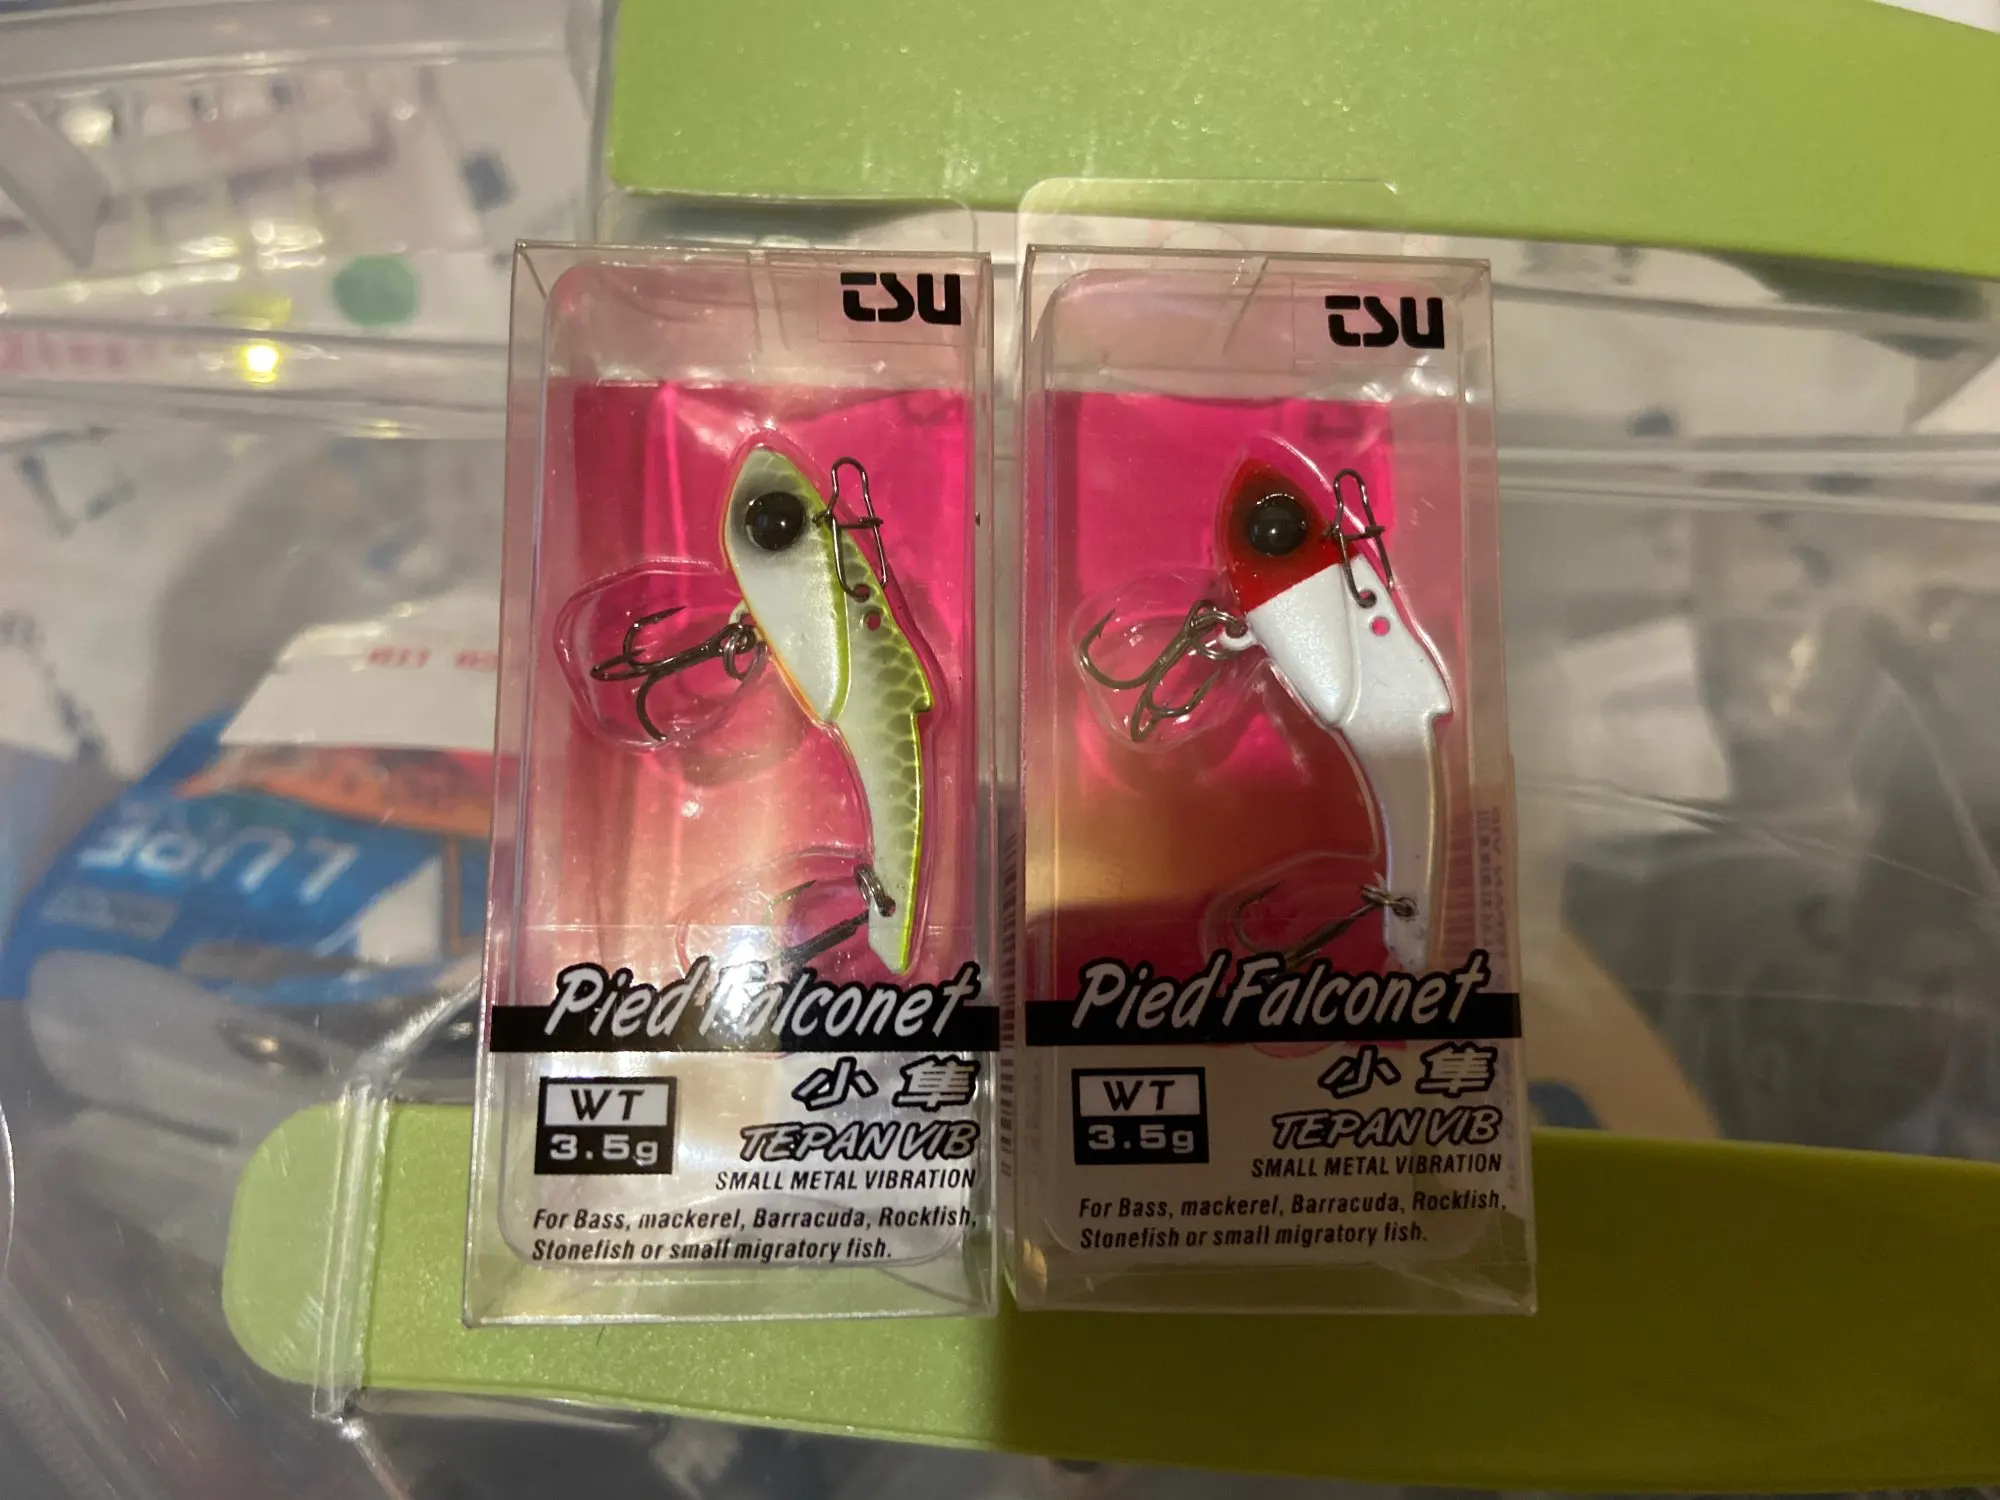 TSU
Pied Falconet
WT
3.5g
小隼
TEPAN VIB
SMALL METAL VIBRATION
For Bass, mackerel, Barracuda, Rockfish,
Stonefish or small migratory fish.
TSU
Pied Falconet
WT
3.5g
小隼
TEPAN VIB
SMALL METAL VIBRATION
For Bass, mackerel, Barracuda, Rockfish,
Stonefish or small migratory fish.
LURE